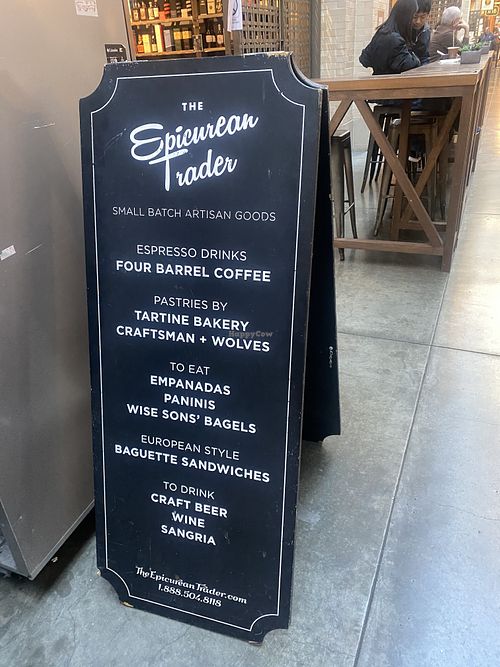 THE
Epicurean
Trader
SMALL BATCH ARTISAN GOODS
ESPRESSO DRINKS
FOUR BARREL COFFEE
PASTRIES BY
TARTINE BAKERY
CRAFTSMAN + WOLVES
HappyCow
TO EAT
EMPANADAS
PANINIS
WISE SONS' BAGELS
EUROPEAN STYLE
BAGUETTE SANDWICHES
TO DRINK
CRAFT BEER
WINE
SANGRIA
TheEpicureanTrader.com
1.888.504.8118